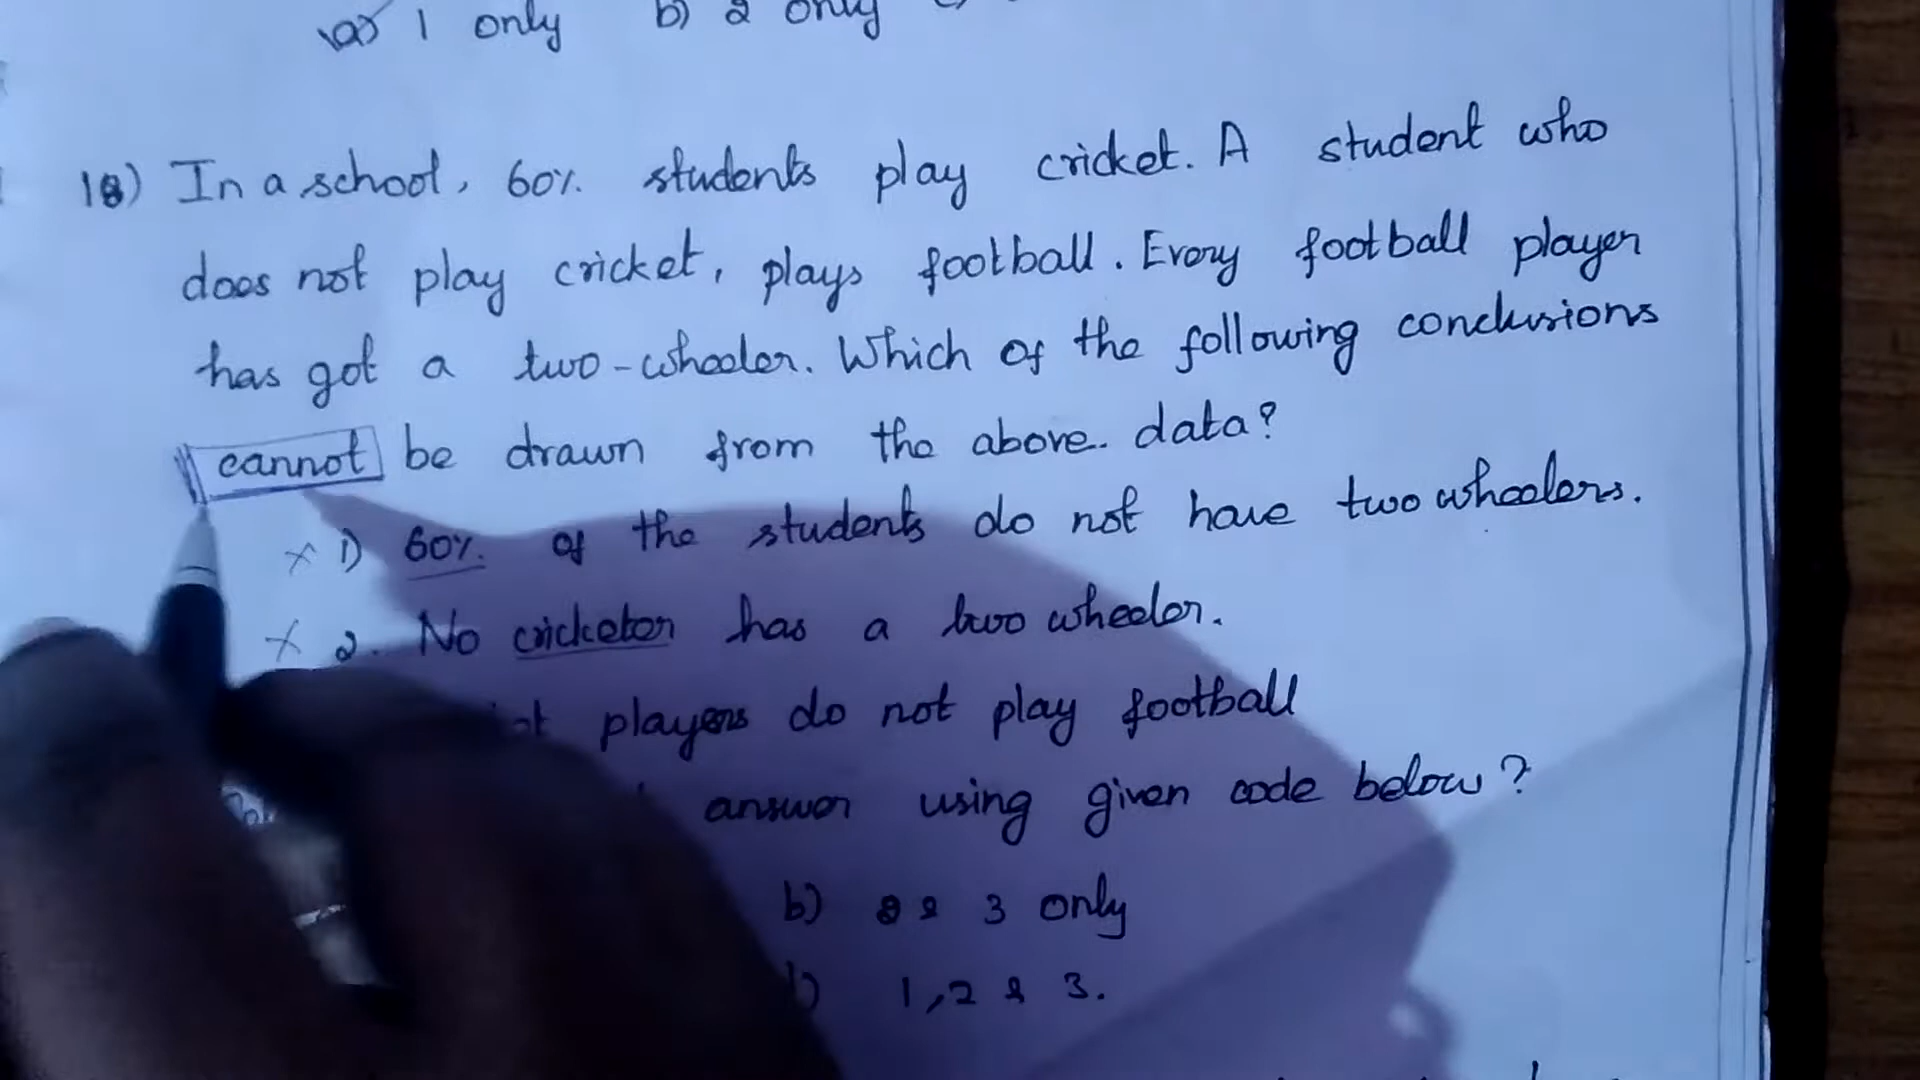 a) 1 only b) 2 only
18) In a school, 60% students play cricket. A student who
does not play cricket, plays football. Every football player
has got a two-wheeler. Which of the following conclusions
cannot be drawn from the above. data?
x 1) 60%. of the students do not have two wheelers.
x 2. No cricketer has a two wheeler.
players do not play football
answer using given code below?
b) 2 & 3 only
1,2 & 3.